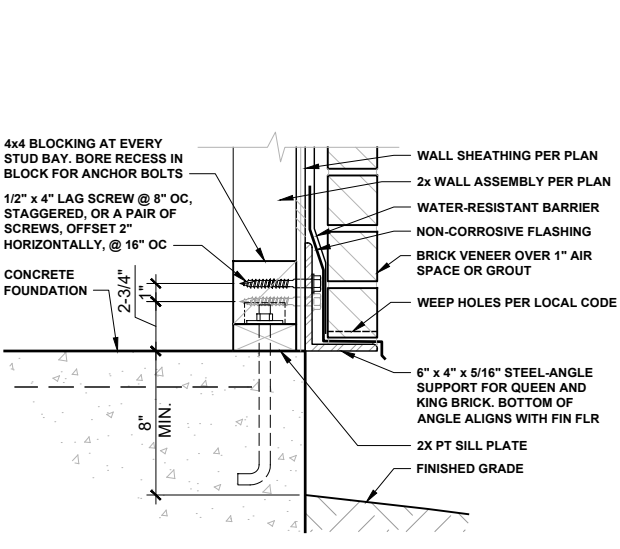 4x4 BLOCKING AT EVERY
STUD BAY. BORE RECESS IN
BLOCK FOR ANCHOR BOLTS
1/2" x 4" LAG SCREW @ 8" OC,
STAGGERED, OR A PAIR OF
SCREWS, OFFSET 2"
HORIZONTALLY, @ 16" OC
CONCRETE
FOUNDATION
2-3/4"
1"
8"
MIN.
WALL SHEATHING PER PLAN
2x WALL ASSEMBLY PER PLAN
WATER-RESISTANT BARRIER
NON-CORROSIVE FLASHING
BRICK VENEER OVER 1" AIR
SPACE OR GROUT
WEEP HOLES PER LOCAL CODE
6" x 4" x 5/16" STEEL-ANGLE
SUPPORT FOR QUEEN AND
KING BRICK. BOTTOM OF
ANGLE ALIGNS WITH FIN FLR
2X PT SILL PLATE
FINISHED GRADE